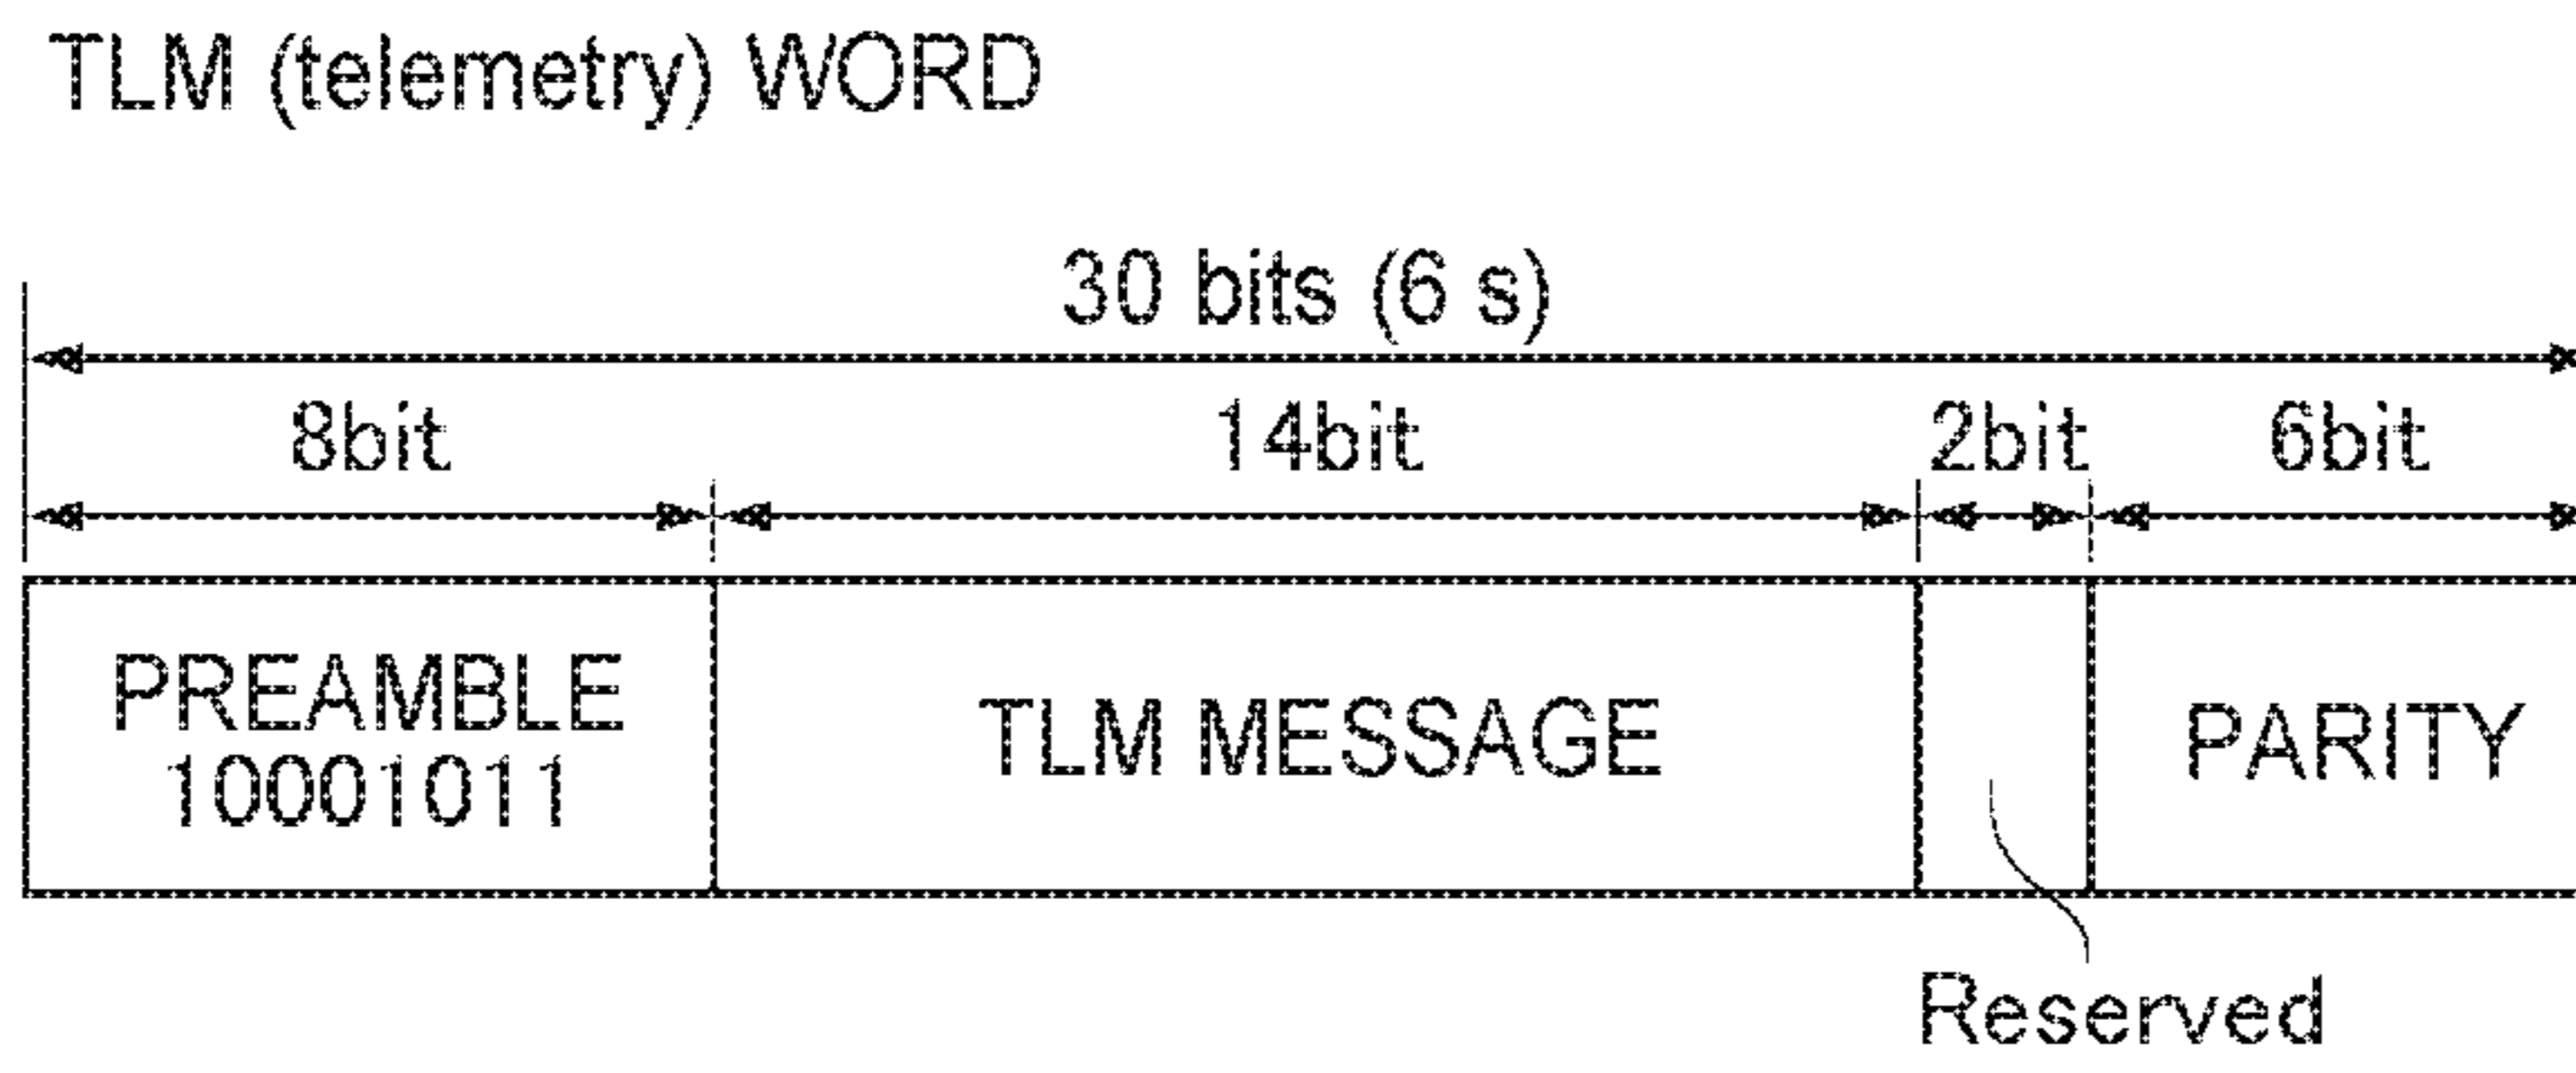 TLM (telemetry) WORD
30 bits (6 s)
8bit 14bit 2bit 6bit
PREAMBLE
10001011
TLM MESSAGE
PARITY
Reserved